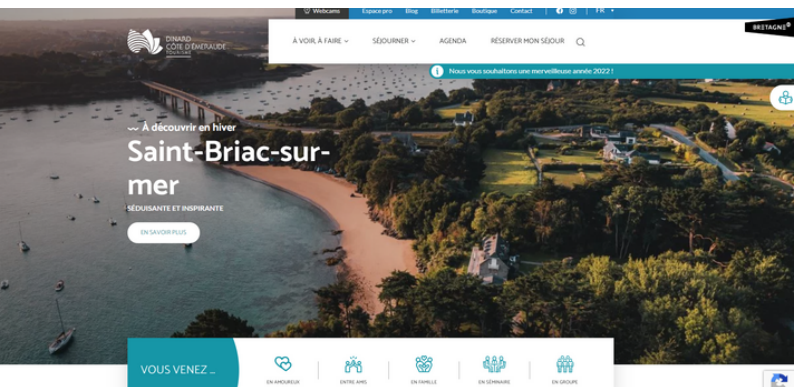 Webcams Espace pro Blog Billetterie Boutique Contact FR
BRETAGNE®
DINARD
CÔTE D'ÉMERAUDE
TOURISME
À VOIR, À FAIRE SÉJOURNER AGENDA RÉSERVER MON SÉJOUR
Nous vous souhaitons une merveilleuse année 2022 !
À découvrir en hiver
Saint-Briac-sur-
mer
SÉDUISANTE ET INSPIRANTE
EN SAVOIR PLUS
VOUS VENEZ ...
EN AMOUREUX ENTRE AMIS EN FAMILLE EN SÉMINAIRE EN GROUPE